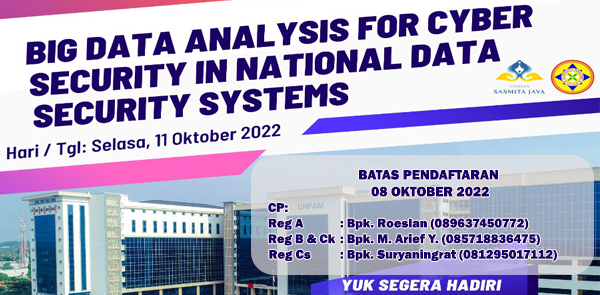 BIG DATA ANALYSIS FOR CYBER
SECURITY IN NATIONAL DATA
SECURITY SYSTEMS
YAYASAN
SASMITA JAYA
Hari / Tgl: Selasa, 11 Oktober 2022
UNPAM
BATAS PENDAFTARAN
08 OKTOBER 2022
CP:
Reg A : Bpk. Roeslan (089637450772)
Reg B & Ck : Bpk. M. Arief Y. (085718836475)
Reg Cs : Bpk. Suryaningrat (081295017112)
YUK SEGERA HADIRI